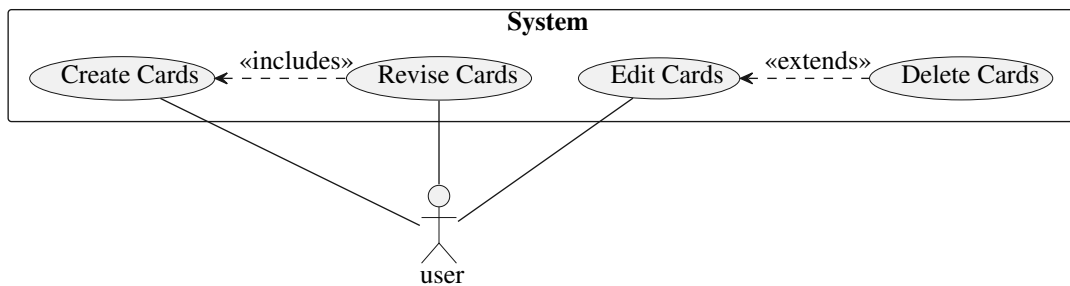 System
Create Cards
«includes»
Revise Cards
Edit Cards
«extends»
Delete Cards
user